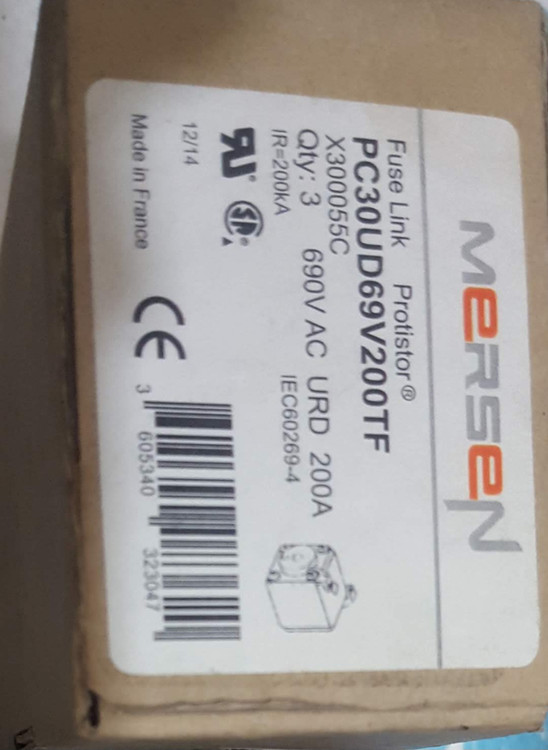 MERSEN
Fuse Link Protistor®
PC30UD69V200TF
X300055C
Qty: 3 690V AC URD 200A
IR=200kA IEC60269-4
12/14
Made in France
3 605340 323047